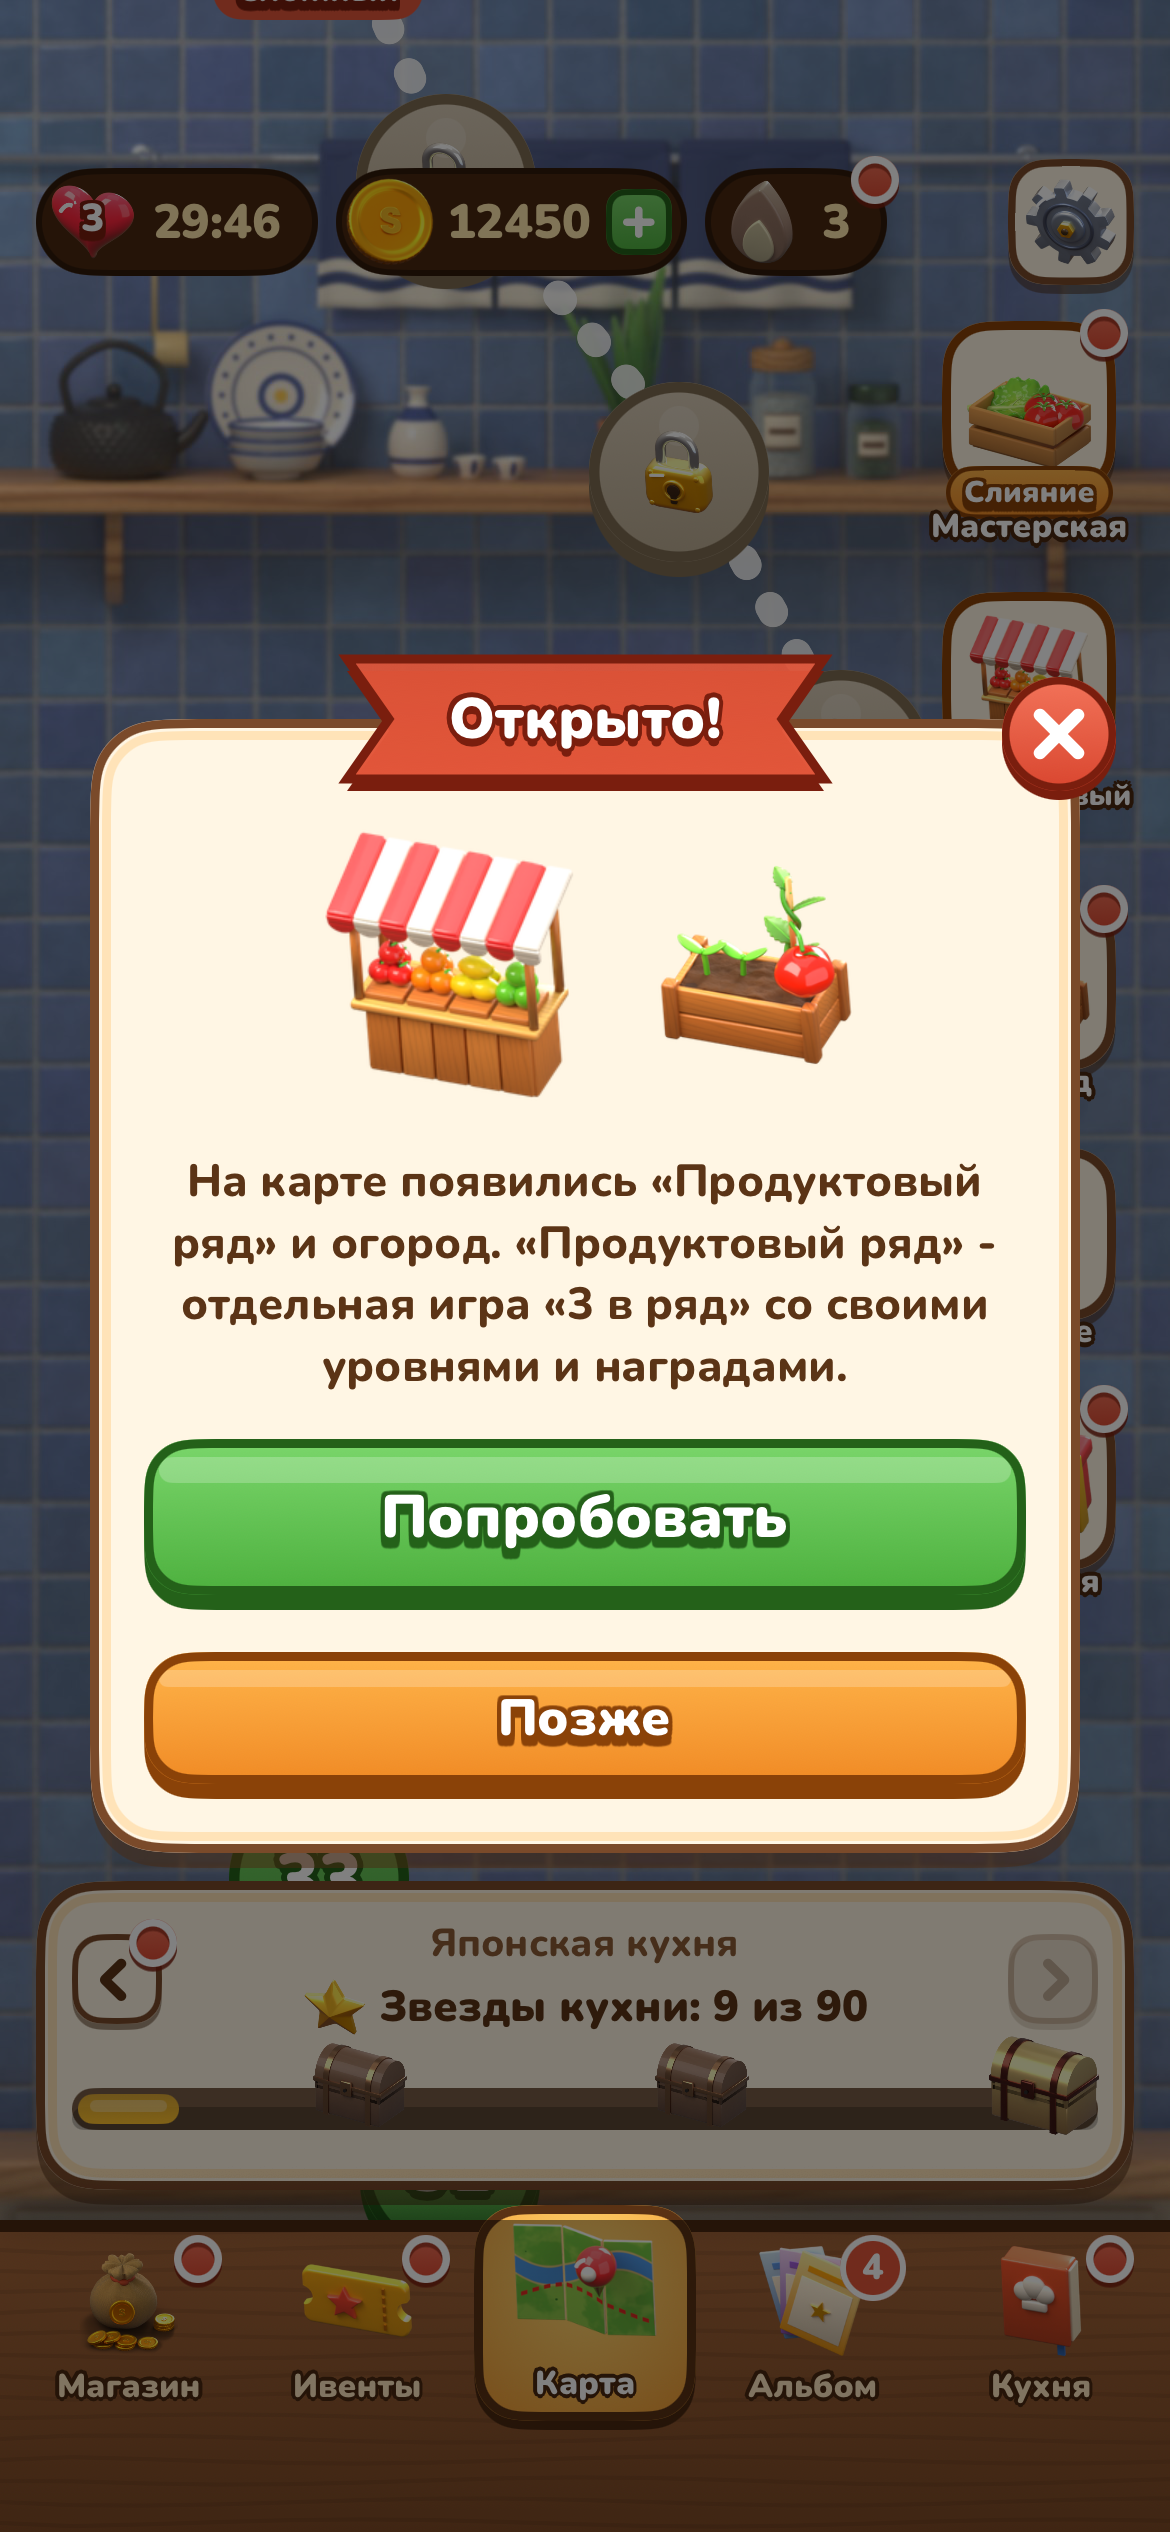 3 29:46
12450
3
Слияние
Мастерская
Открыто!
На карте появились «Продуктовый
ряд» и огород. «Продуктовый ряд» -
отдельная игра «3 в ряд» со своими
уровнями и наградами.
Попробовать
Позже
33
Японская кухня
Звезды кухни: 9 из 90
4
Магазин
Ивенты
Карта
Альбом
Кухня